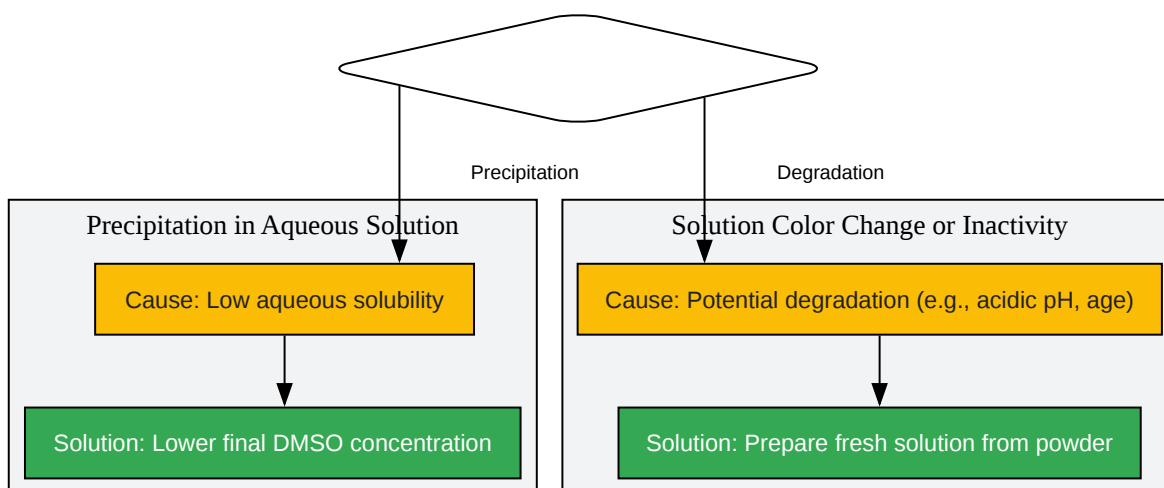 Precipitation
Degradation
Precipitation in Aqueous Solution
Cause: Low aqueous solubility
Solution: Lower final DMSO concentration
Solution Color Change or Inactivity
Cause: Potential degradation (e.g., acidic pH, age)
Solution: Prepare fresh solution from powder